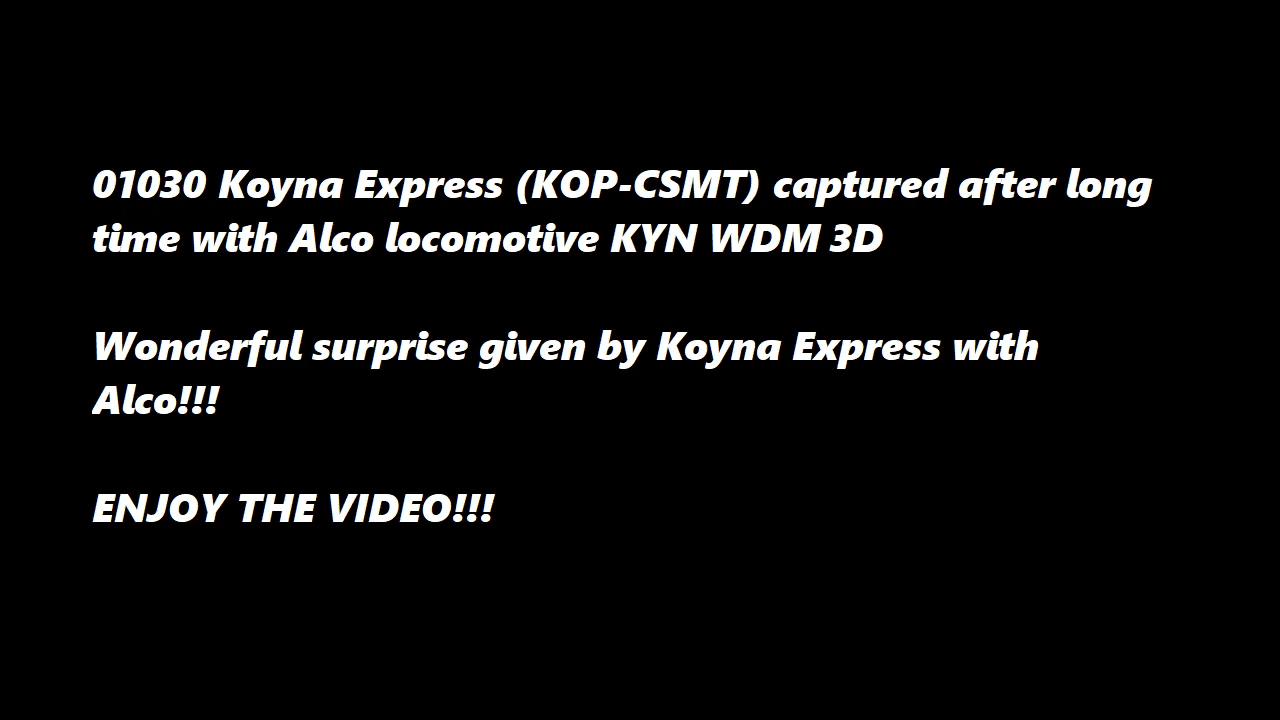 01030 Koyna Express (KOP-CSMT) captured after long
time with Alco locomotive KYN WDM 3D
Wonderful surprise given by Koyna Express with
Alco!!!
ENJOY THE VIDEO!!!